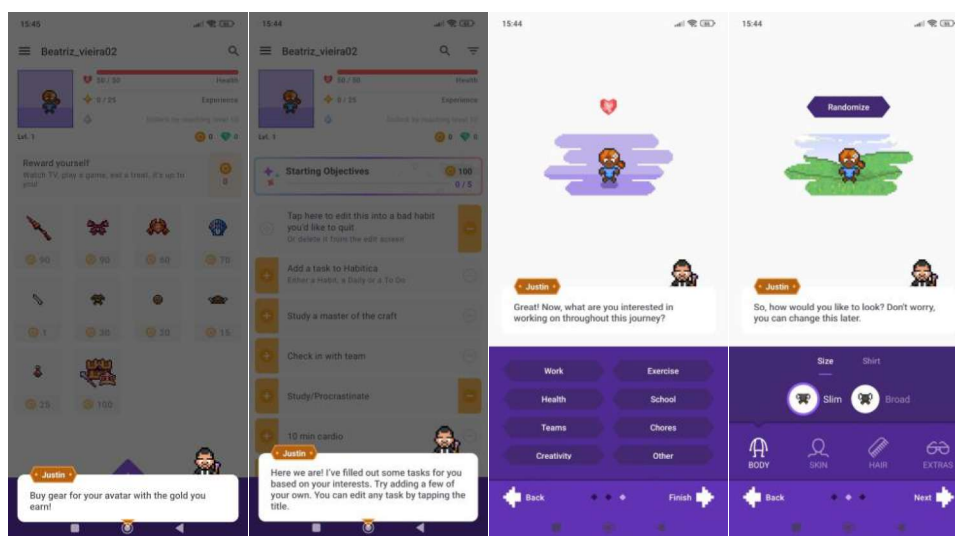 15:45
Beatriz_vieira02
50 / 50 Health
0 / 25 Experience
Lvl. 1
0 0
Reward yourself
Watch TV, play a game, eat a treat, it's up to
you!
0
90 90 60 70
1 30 20 15
25 100
Justin
Buy gear for your avatar with the gold you
earn!
15:44
Beatriz_vieira02
50 / 50 Health
0 / 25 Experience
Lvl. 1
0 0
Starting Objectives 100
0 / 5
Tap here to edit this into a bad habit
you'd like to quit
Or delete it from the edit screen
Add a task to Habitica
Either a Habit, a Daily or a To Do
Study a master of the craft
Check in with team
Study/Procrastinate
10 min cardio
Justin
Here we are! I've filled out some tasks for you
based on your interests. Try adding a few of
your own. You can edit any task by tapping the
title.
15:44
Justin
Great! Now, what are you interested in
working on throughout this journey?
Work Exercise
Health School
Teams Chores
Creativity Other
Back Finish
15:44
Randomize
Justin
So, how would you like to look? Don't worry,
you can change this later.
Size Shirt
Slim Broad
BODY SKIN HAIR EXTRAS
Back Next